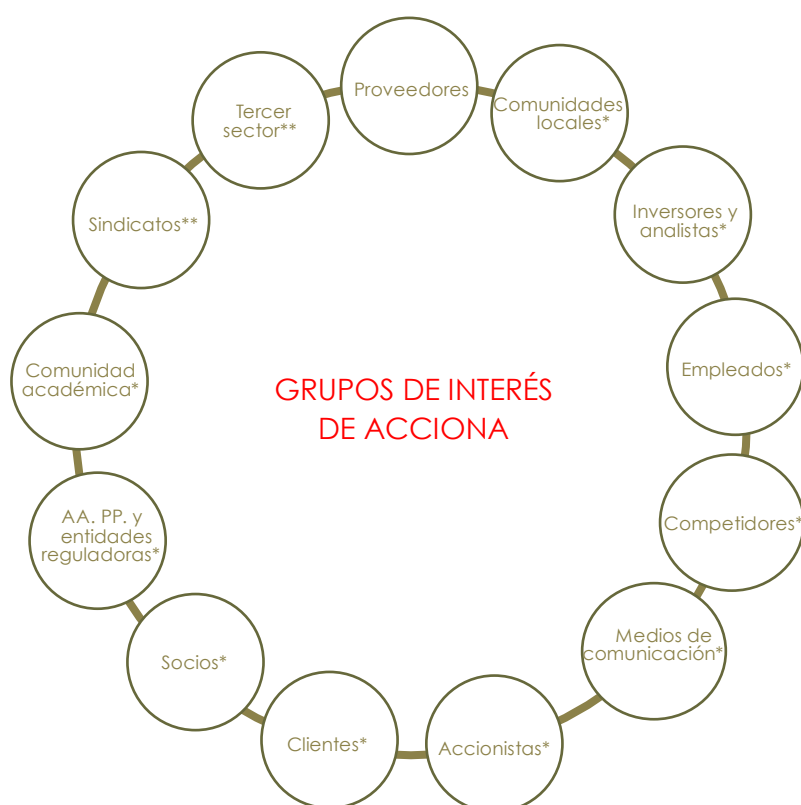 Proveedores
Comunidades
locales*
Inversores y
analistas*
Empleados*
Competidores*
Medios de
comunicación*
Accionistas*
Clientes*
Socios*
AA. PP. y
entidades
reguladoras*
Comunidad
académica*
Sindicatos**
Tercer
sector**
GRUPOS DE INTERÉS
DE ACCIONA